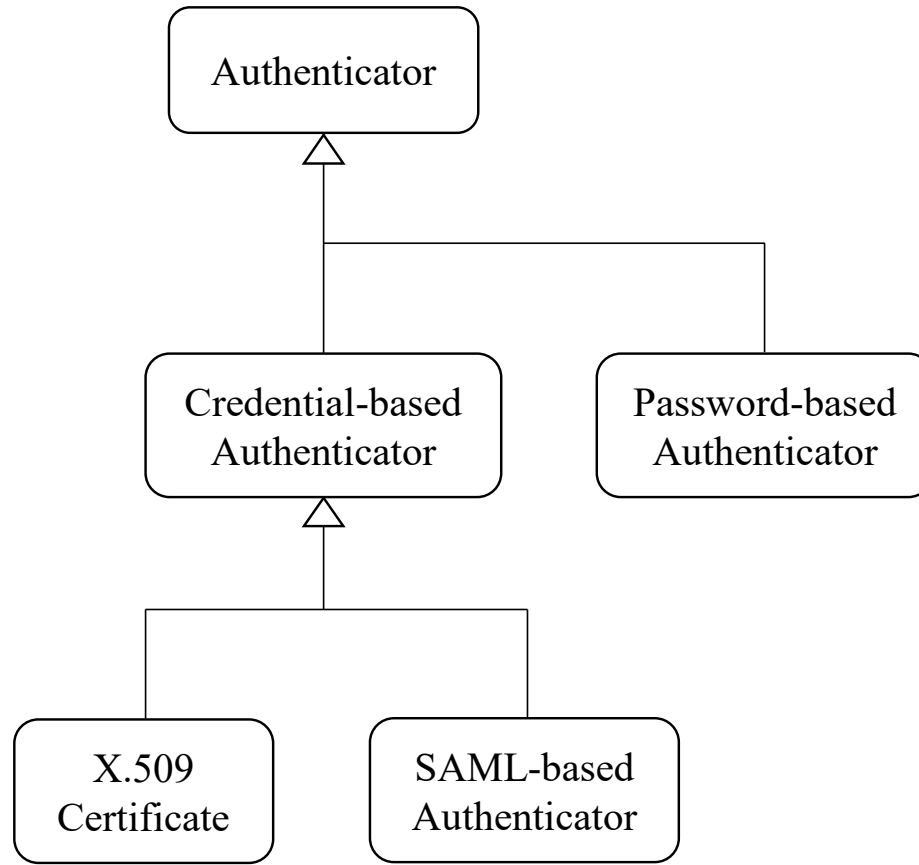 Authenticator
Credential-based
Authenticator
Password-based
Authenticator
X.509
Certificate
SAML-based
Authenticator